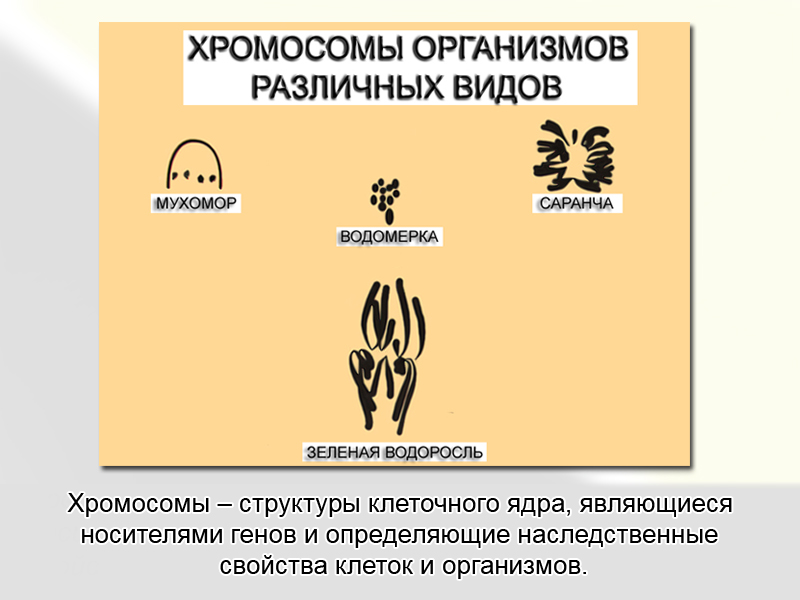 ХРОМОСОМЫ ОРГАНИЗМОВ
РАЗЛИЧНЫХ ВИДОВ
МУХОМОР
САРАНЧА
ВОДОМЕРКА
ЗЕЛЕНАЯ ВОДОРОСЛЬ
Хромосомы – структуры клеточного ядра, являющиеся
носителями генов и определяющие наследственные
свойства клеток и организмов.